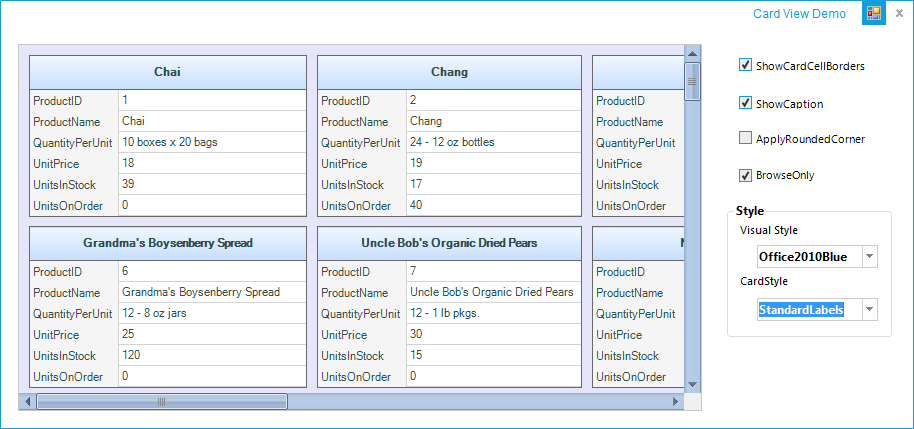 Card View Demo
Chai Chang
ProductID 1 ProductID 2 ProductID
ProductName Chai ProductName Chang ProductName
QuantityPerUnit 10 boxes x 20 bags QuantityPerUnit 24 - 12 oz bottles QuantityPerUnit
UnitPrice 18 UnitPrice 19 UnitPrice
UnitsInStock 39 UnitsInStock 17 UnitsInStock
UnitsOnOrder 0 UnitsOnOrder 40 UnitsOnOrder
Grandma's Boysenberry Spread Uncle Bob's Organic Dried Pears
ProductID 6 ProductID 7 ProductID
ProductName Grandma's Boysenberry Spread ProductName Uncle Bob's Organic Dried Pears ProductName
QuantityPerUnit 12 - 8 oz jars QuantityPerUnit 12 - 1 lb pkgs. QuantityPerUnit
UnitPrice 25 UnitPrice 30 UnitPrice
UnitsInStock 120 UnitsInStock 15 UnitsInStock
UnitsOnOrder 0 UnitsOnOrder 0 UnitsOnOrder
ShowCardCellBorders
ShowCaption
ApplyRoundedCorner
BrowseOnly
Style
Visual Style
Office2010Blue
CardStyle
StandardLabels